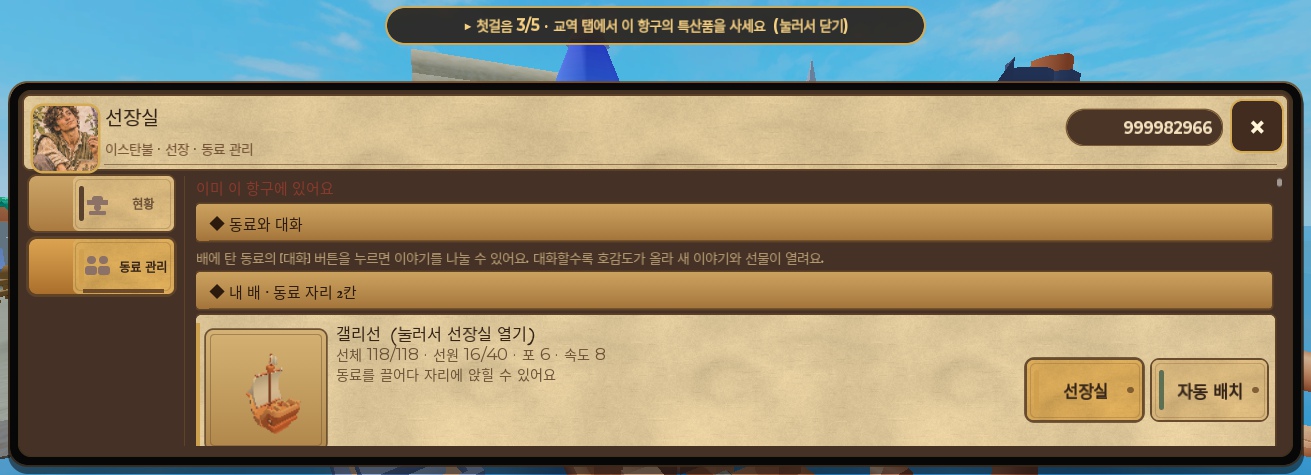 ▸ 첫걸음 3/5 · 교역 탭에서 이 항구의 특산품을 사세요 (눌러서 닫기)
선장실
이스탄불 · 선장 · 동료 관리
999982966
×
현황
동료 관리
이미 이 항구에 있어요
◆ 동료와 대화
배에 탄 동료의 [대화] 버튼을 누르면 이야기를 나눌 수 있어요. 대화할수록 호감도가 올라 새 이야기와 선물이 열려요.
◆ 내 배 · 동료 자리 2칸
갤리선 (눌러서 선장실 열기)
선체 118/118 · 선원 16/40 · 포 6 · 속도 8
동료를 끌어다 자리에 앉힐 수 있어요
선장실
자동 배치